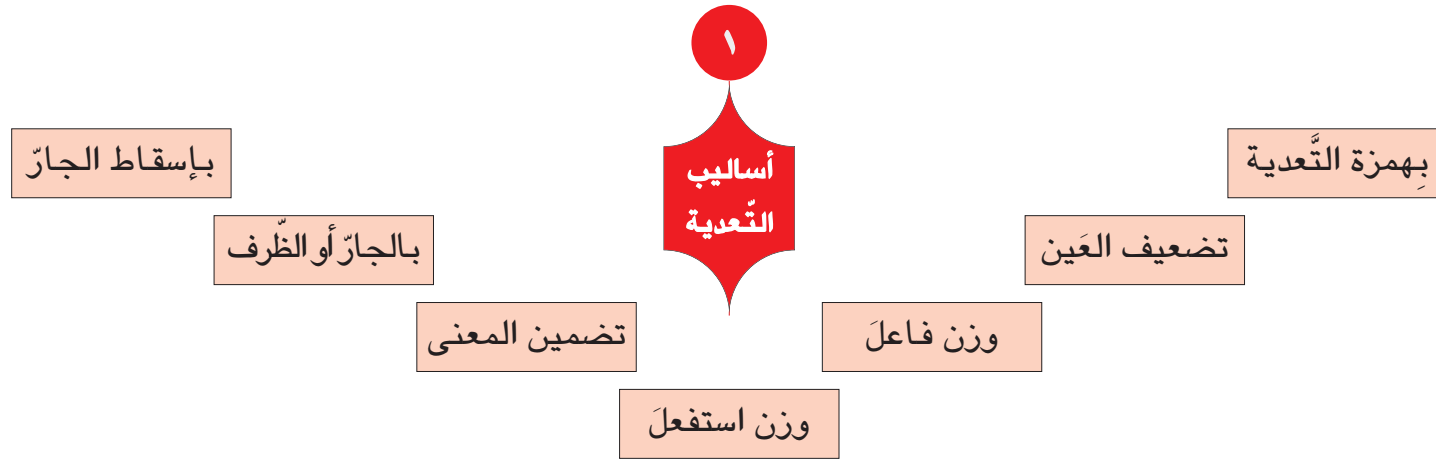 ١
أساليب
التّعدية
بِهمزة التَّعدية
تضعيف العَين
وزن فاعلَ
وزن استفعلَ
تضمين المعنى
بالجارّ أو الظّرف
بإسقاط الجارّ